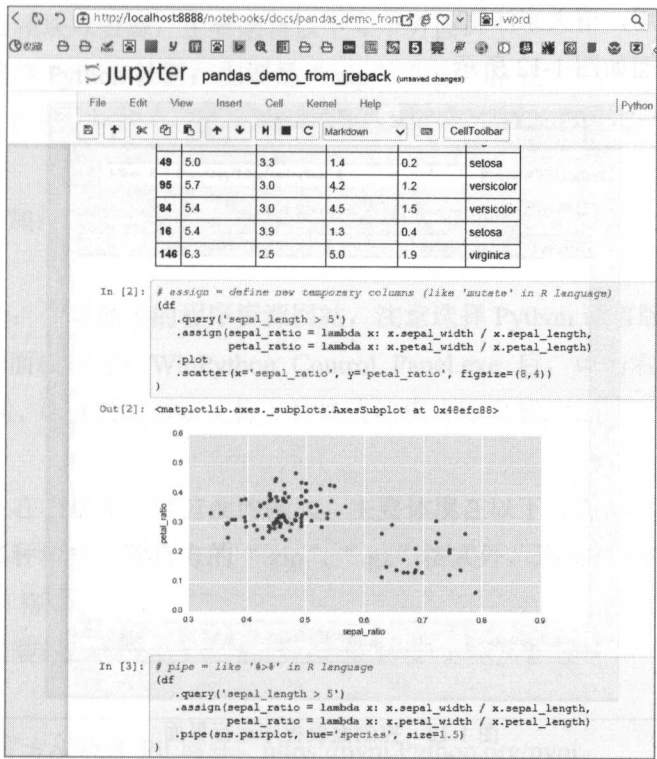 http://localhost:8888/notebooks/docs/pandas_demo_from
word
jupyter pandas_demo_from_jreback (unsaved changes)
File Edit View Insert Cell Kernel Help
Python
Markdown CellToolbar
49 5.0 3.3 1.4 0.2 setosa
95 5.7 3.0 4.2 1.2 versicolor
84 5.4 3.0 4.5 1.5 versicolor
16 5.4 3.9 1.3 0.4 setosa
146 6.3 2.5 5.0 1.9 virginica
In [2]: # assign = define new temporary columns (like 'mutate' in R language)
(df
.query('sepal_length > 5')
.assign(sepal_ratio = lambda x: x.sepal_width / x.sepal_length,
petal_ratio = lambda x: x.petal_width / x.petal_length)
.plot
.scatter(x='sepal_ratio', y='petal_ratio', figsize=(8,4))
)
Out[2]: <matplotlib.axes._subplots.AxesSubplot at 0x48efc88>
0.6
0.5
0.4
0.3
0.2
0.1
0.0
petal_ratio
0.3 0.4 0.5 0.6 0.7 0.8 0.9
sepal_ratio
In [3]: # pipe = like '%>%' in R language
(df
.query('sepal_length > 5')
.assign(sepal_ratio = lambda x: x.sepal_width / x.sepal_length,
petal_ratio = lambda x: x.petal_width / x.petal_length)
.pipe(sns.pairplot, hue='species', size=1.5)
)